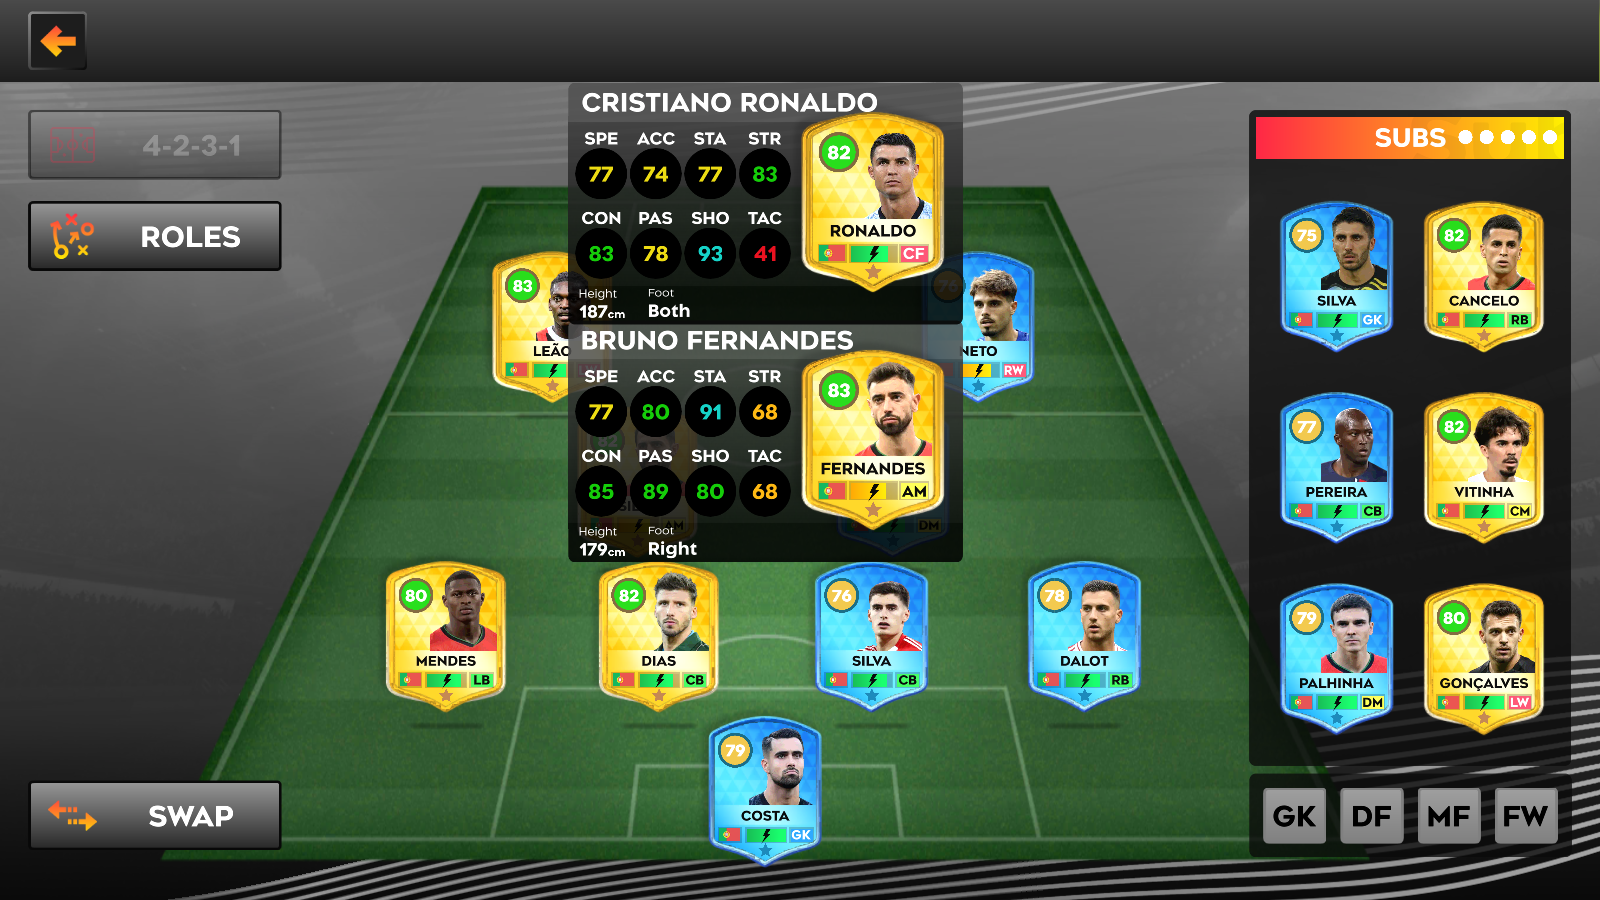 4-2-3-1
ROLES
SWAP
CRISTIANO RONALDO
SPE ACC STA STR
77 74 77 83
CON PAS SHO TAC
83 78 93 41
Height Foot
187cm Both
82
RONALDO
CF
BRUNO FERNANDES
SPE ACC STA STR
77 80 91 68
CON PAS SHO TAC
85 89 80 68
Height Foot
179cm Right
83
FERNANDES
AM
83
LEÃO
76
NETO
RW
82
AM
DM
80
MENDES
LB
82
DIAS
CB
76
SILVA
CB
78
DALOT
RB
79
COSTA
GK
SUBS
75
SILVA
GK
82
CANCELO
RB
77
PEREIRA
CB
82
VITINHA
CM
79
PALHINHA
DM
80
GONÇALVES
LW
GK DF MF FW